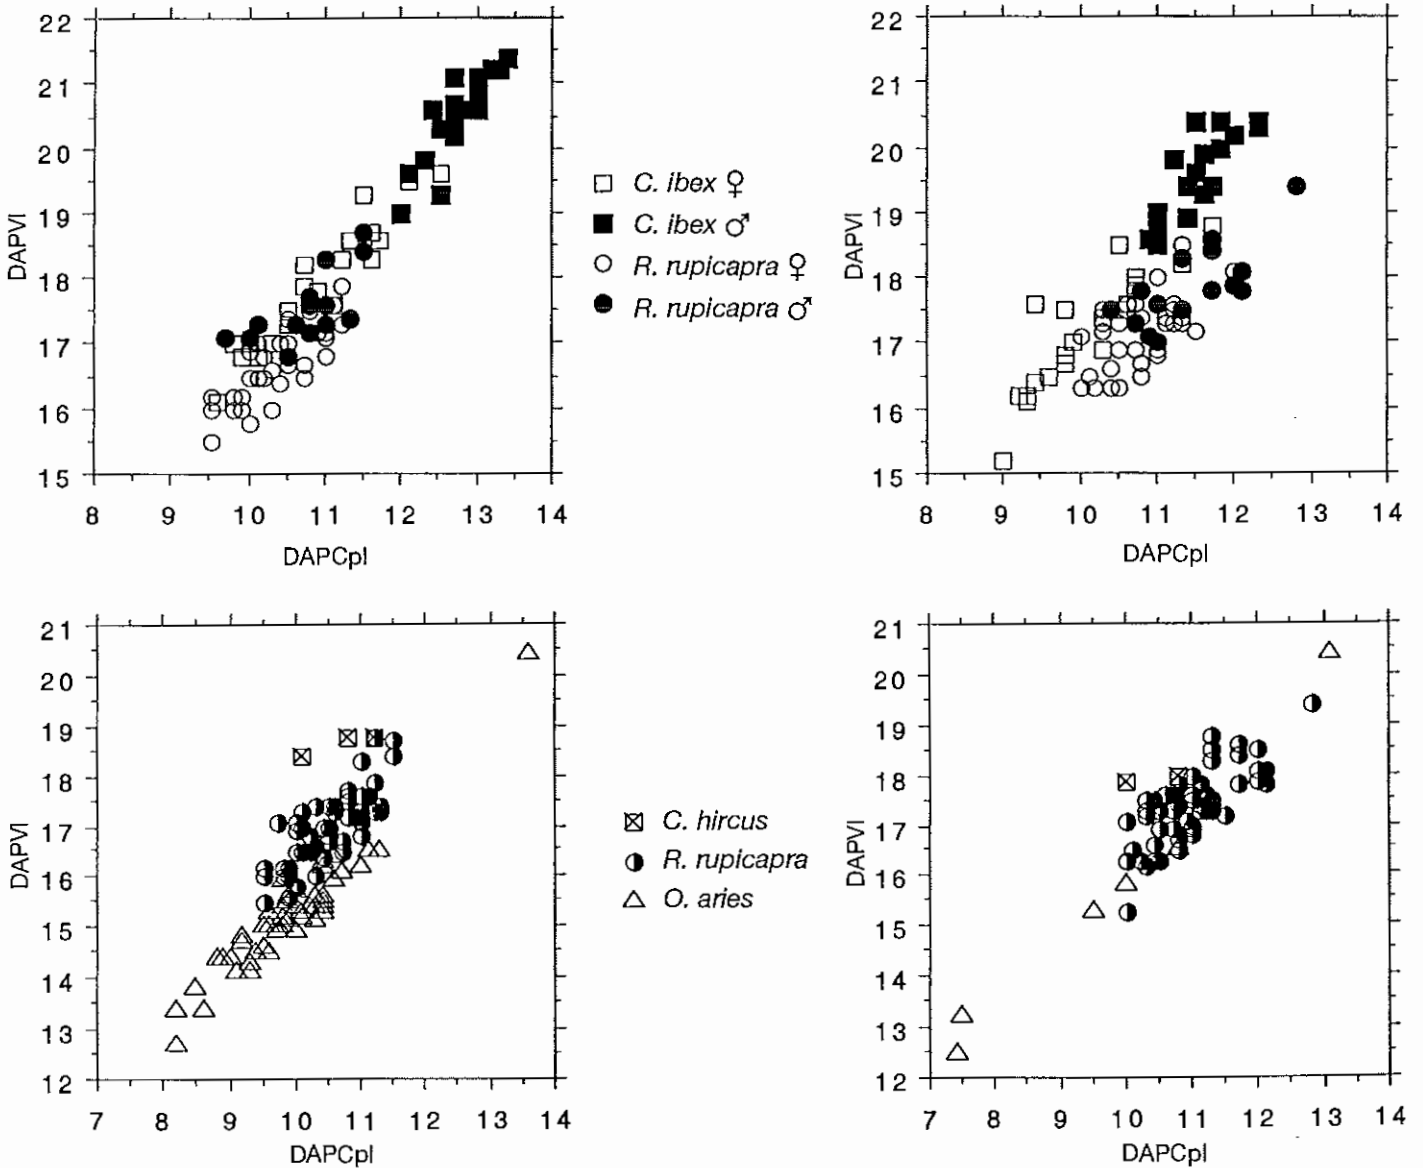 22
21
20
19
18
17
16
15
DAPVI
8 9 10 11 12 13 14
DAPCpl
C. ibex ♀
C. ibex ♂
R. rupicapra ♀
R. rupicapra ♂
22
21
20
19
18
17
16
15
DAPVI
8 9 10 11 12 13 14
DAPCpl
21
20
19
18
17
16
15
14
13
12
DAPVI
7 8 9 10 11 12 13 14
DAPCpl
C. hircus
R. rupicapra
O. aries
21
20
19
18
17
16
15
14
13
12
DAPVI
7 8 9 10 11 12 13 14
DAPCpl